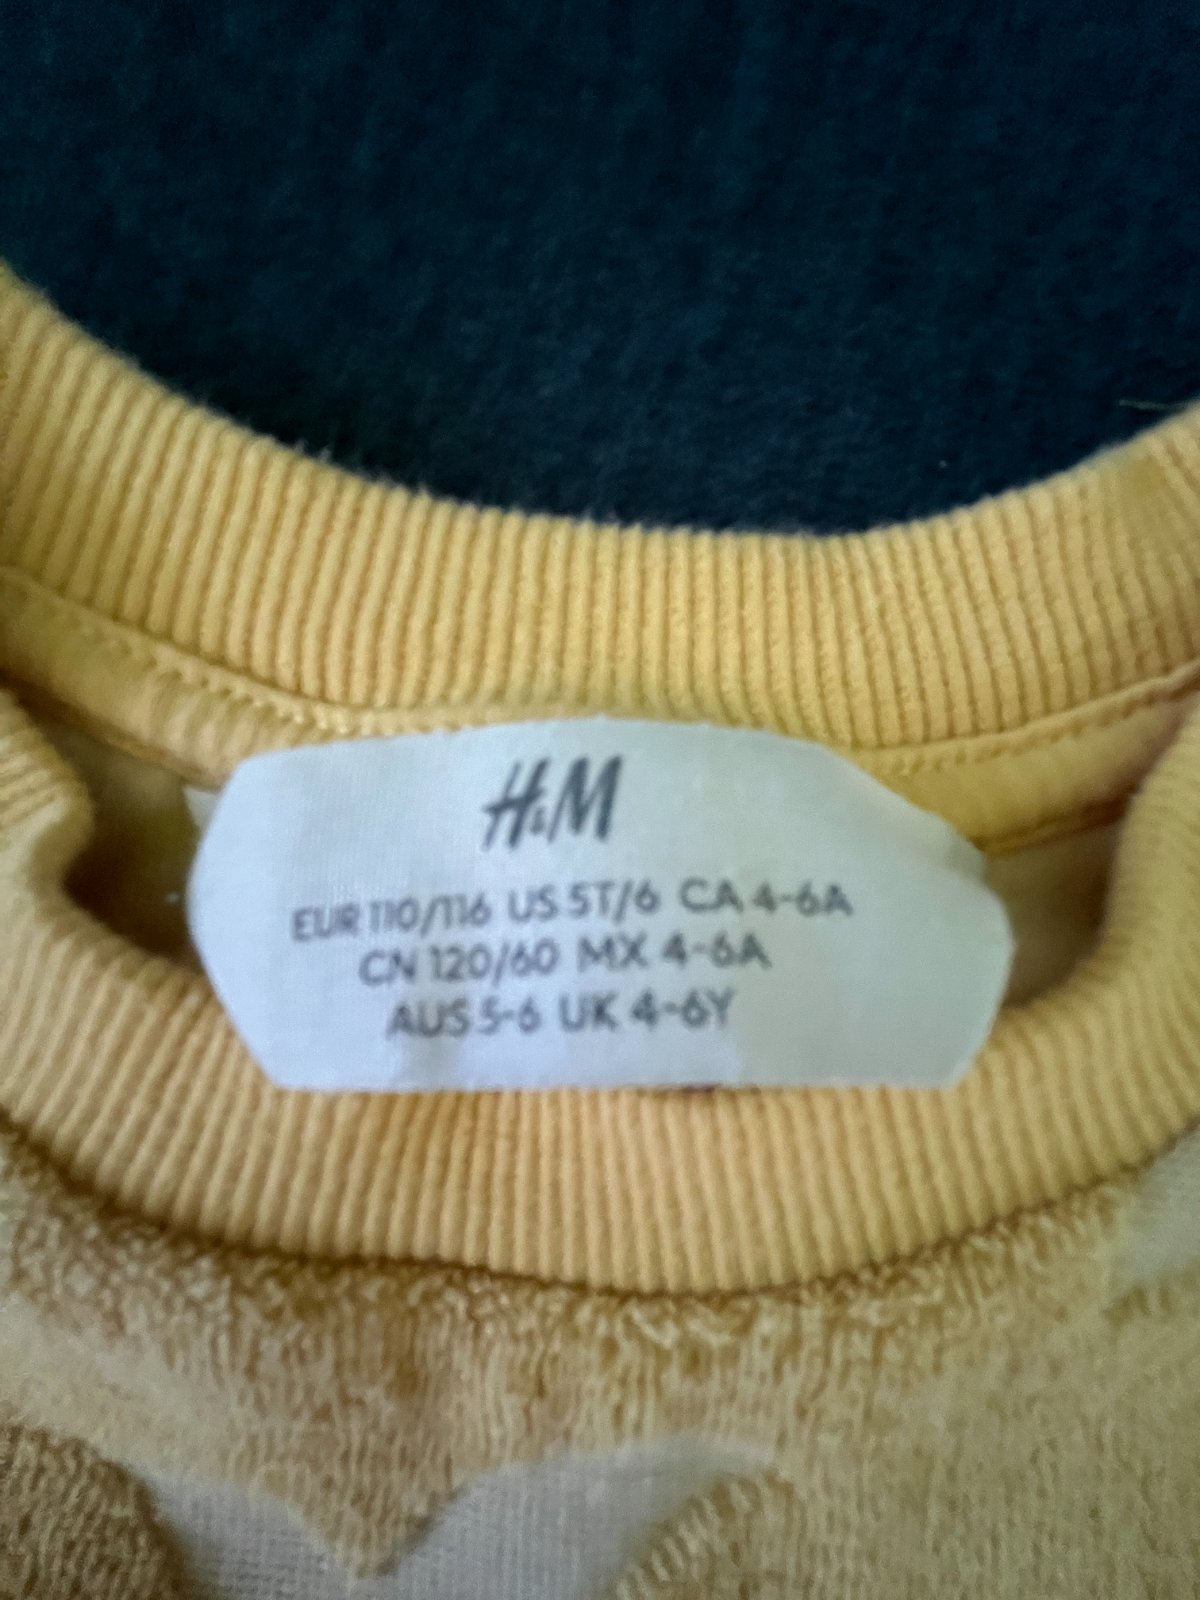 H&M
EUR 110/116 US 5T/6 CA 4-6A
CN 120/60 MX 4-6A
AUS 5-6 UK 4-6Y